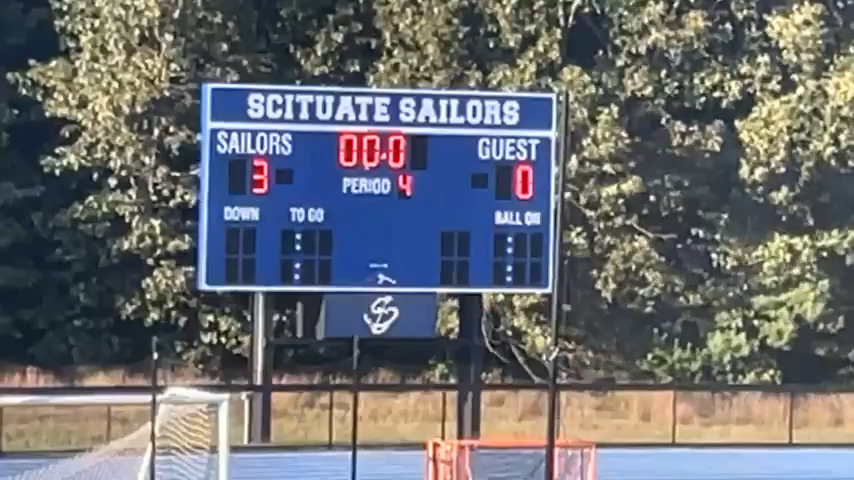 SCITUATE SAILORS
SAILORS 00.0 GUEST
3 PERIOD 4 0
DOWN TO GO BALL ON